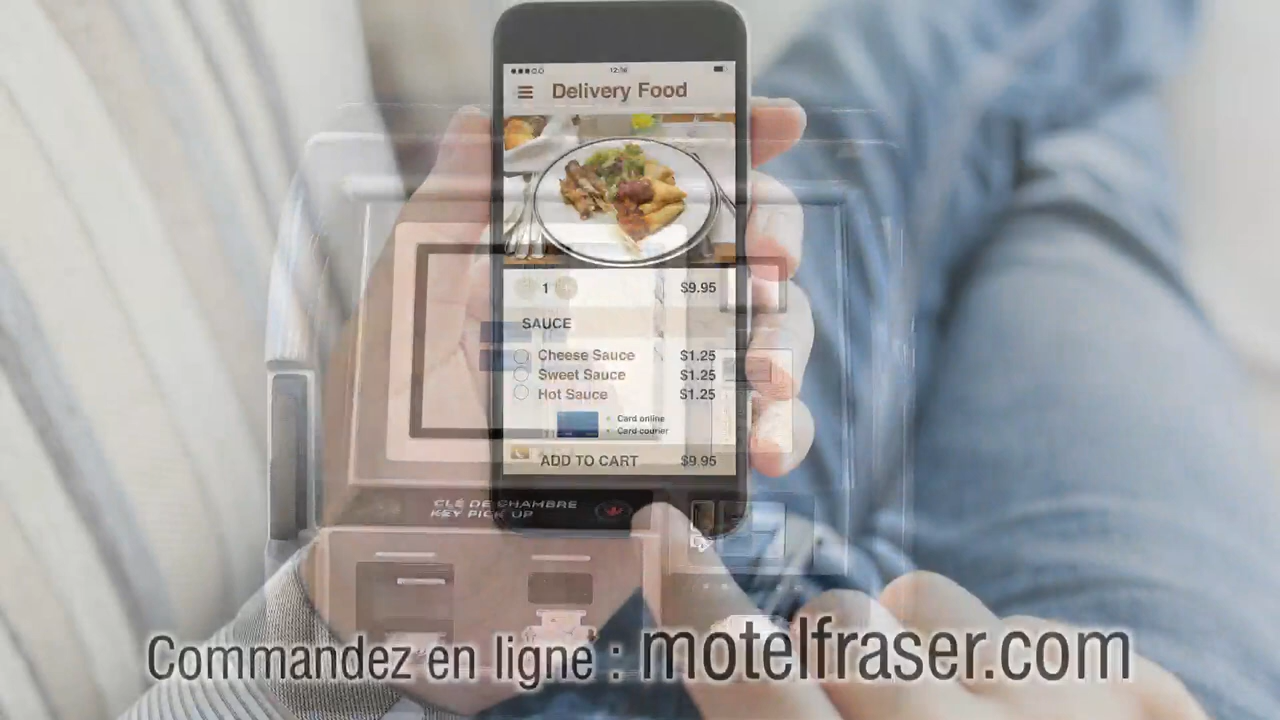 12:16
Delivery Food
1 $9.95
SAUCE
Cheese Sauce $1.25
Sweet Sauce $1.25
Hot Sauce $1.25
Card online
Card courier
ADD TO CART $9.95
CLÉ DE CHAMBRE
KEY PICK UP
Commandez en ligne : motelfraser.com